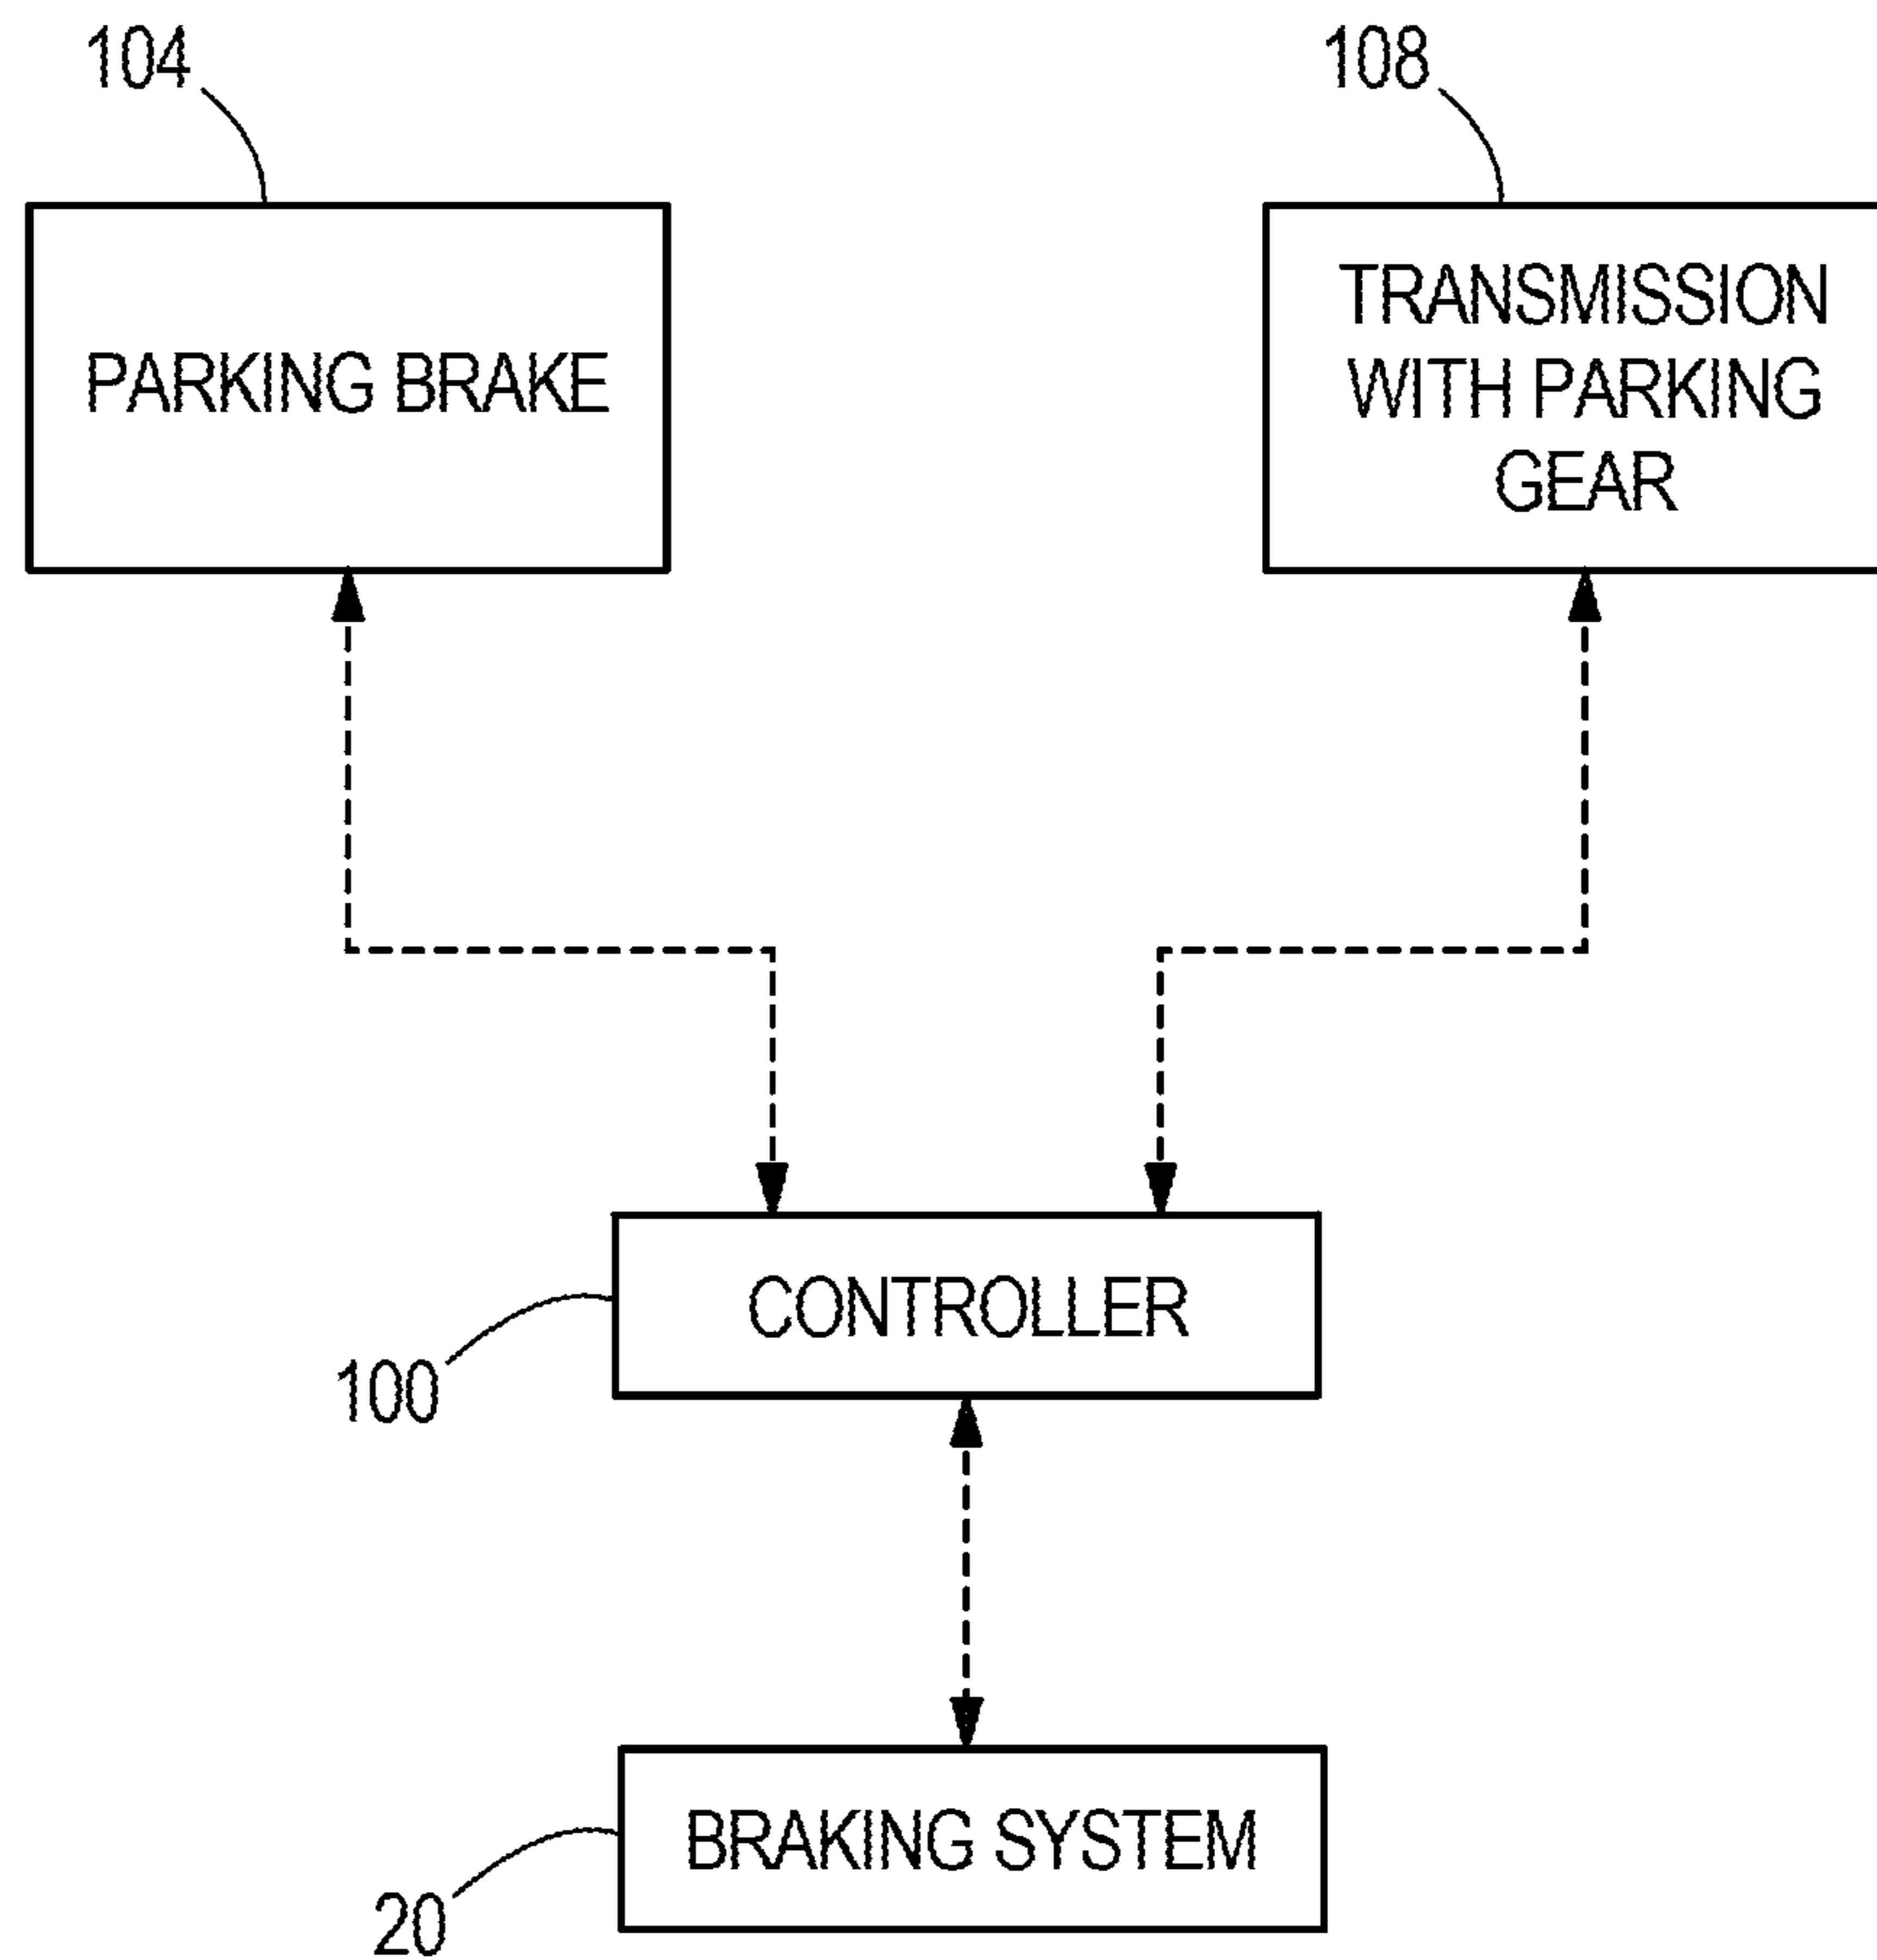 104
108
PARKING BRAKE
TRANSMISSION
WITH PARKING
GEAR
CONTROLLER
100
BRAKING SYSTEM
20